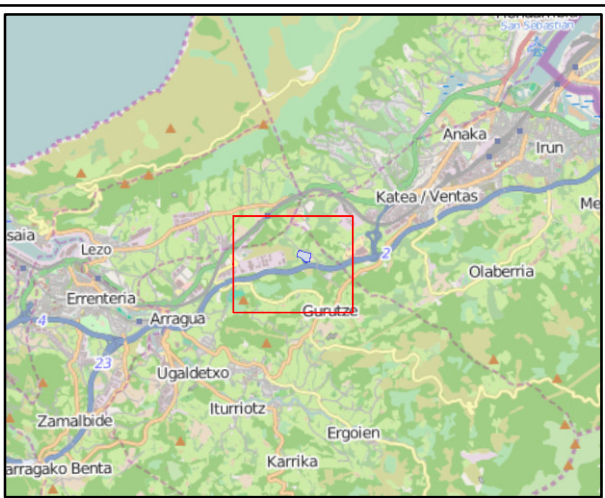 San Sebastián
Anaka
Irun
Katea / Ventas
Me
saia
Lezo
2
Olaberria
Errenteria
Gurutze
4
Arragua
23
Ugaldetxo
Iturriotz
Zamalbide
Ergoien
Karrika
arragako Benta